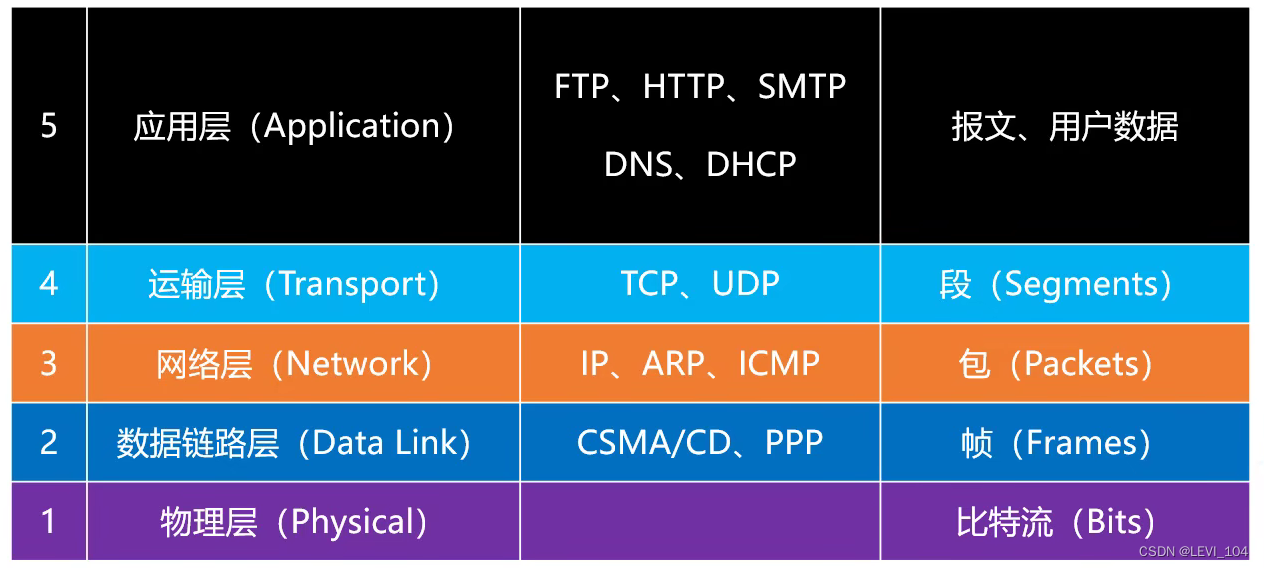 5 应用层（Application） FTP、HTTP、SMTP 报文、用户数据
DNS、DHCP
4 运输层（Transport） TCP、UDP 段（Segments）
3 网络层（Network） IP、ARP、ICMP 包（Packets）
2 数据链路层（Data Link） CSMA/CD、PPP 帧（Frames）
1 物理层（Physical） 比特流（Bits）
CSDN @LEVI_104